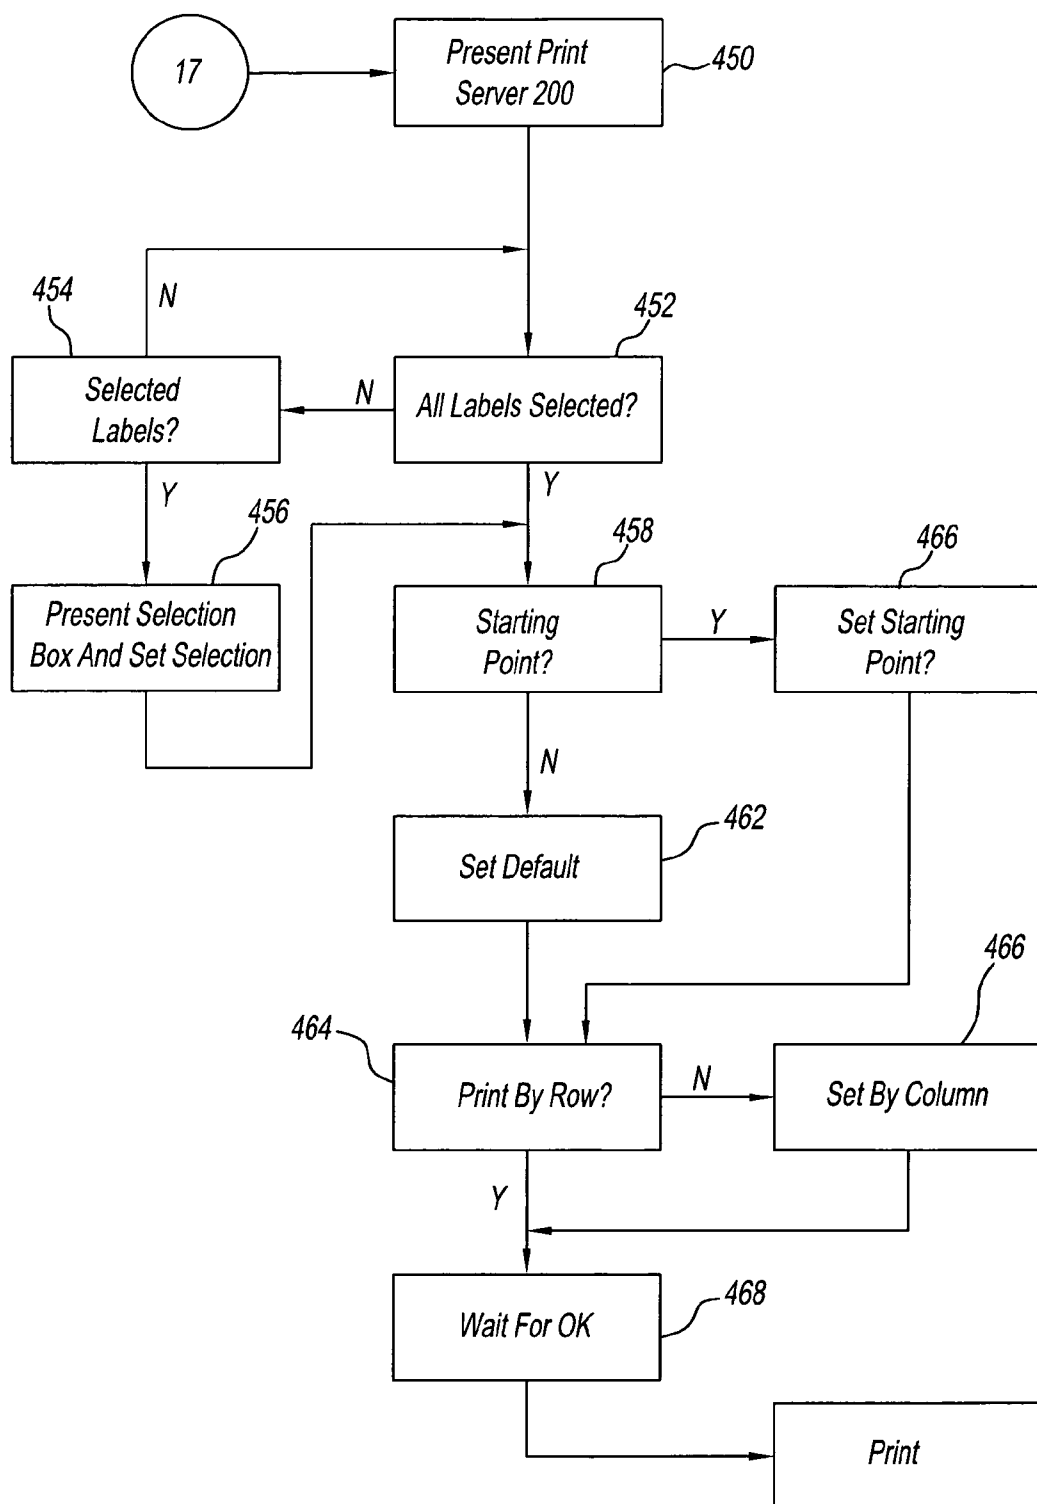 17
Present Print
Server 200
450
454
N
452
Selected
Labels?
N
All Labels Selected?
Y
Y
456
458
466
Present Selection
Box And Set Selection
Starting
Point?
Y
Set Starting
Point?
N
462
Set Default
466
464
Print By Row?
N
Set By Column
Y
468
Wait For OK
Print